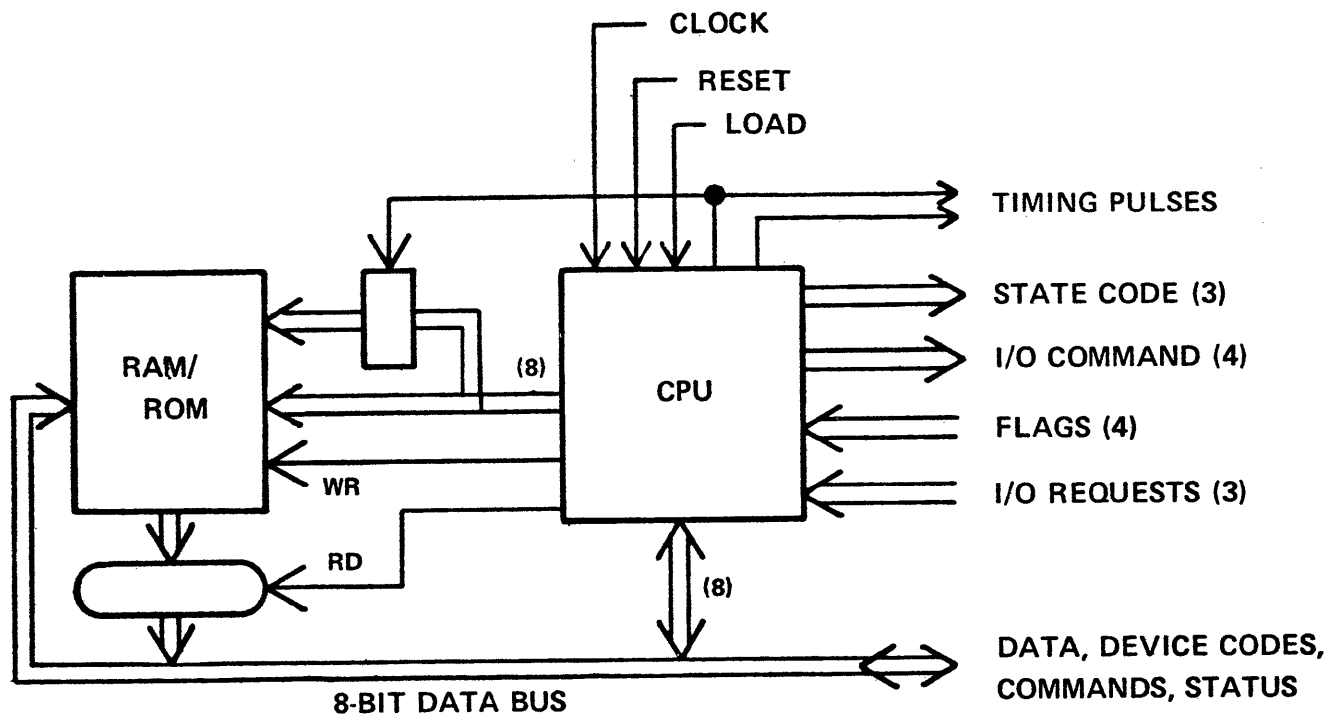 CLOCK
RESET
LOAD
TIMING PULSES
STATE CODE (3)
RAM/
ROM
(8)
CPU
I/O COMMAND (4)
FLAGS (4)
WR
I/O REQUESTS (3)
RD
(8)
DATA, DEVICE CODES,
COMMANDS, STATUS
8-BIT DATA BUS